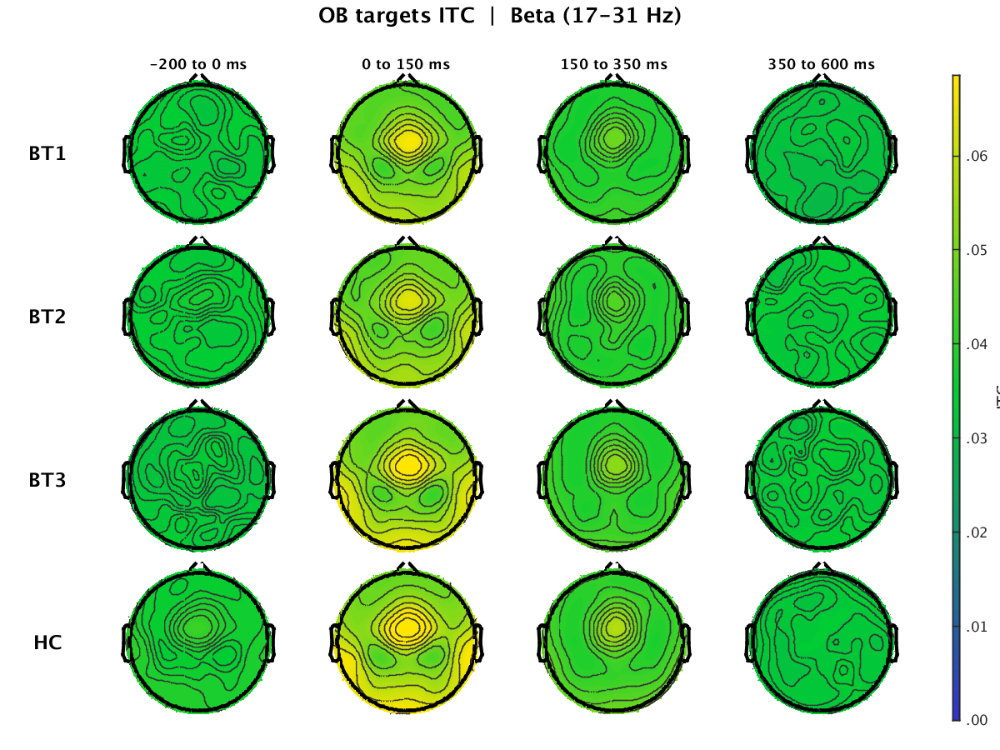 OB targets ITC | Beta (17-31 Hz)
-200 to 0 ms
0 to 150 ms
150 to 350 ms
350 to 600 ms
BT1
BT2
BT3
HC
.06
.05
.04
.03
.02
.01
.00